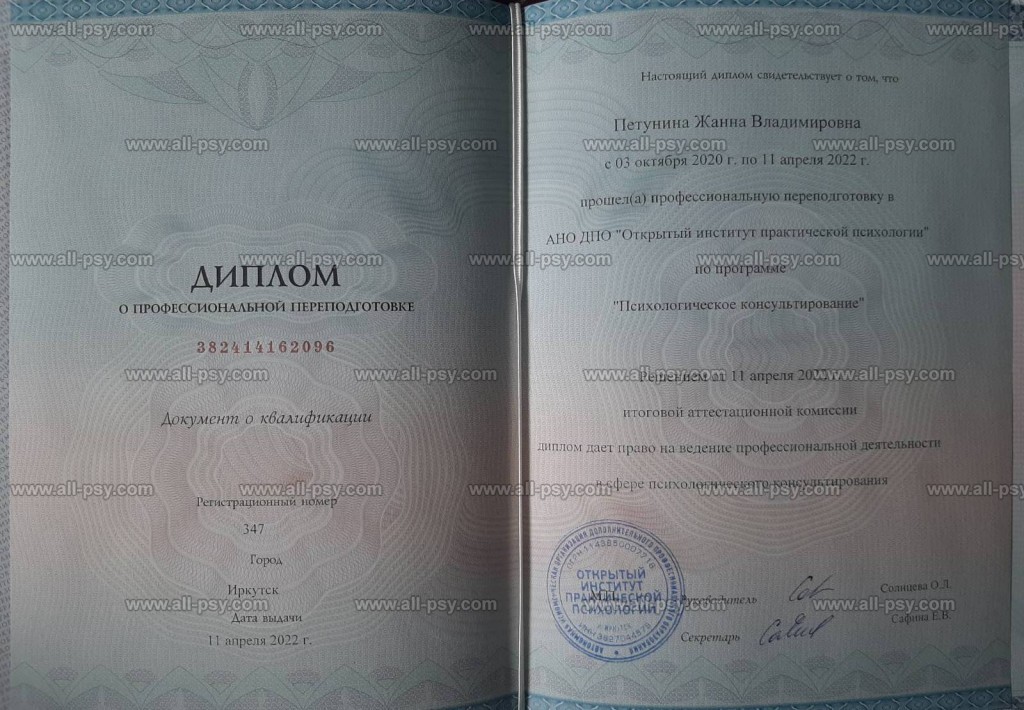 ДИПЛОМ
О ПРОФЕССИОНАЛЬНОЙ ПЕРЕПОДГОТОВКЕ
382414162096
Документ о квалификации
Регистрационный номер
347
Город
Иркутск
Дата выдачи
11 апреля 2022 г.
Настоящий диплом свидетельствует о том, что
Петунина Жанна Владимировна
с 03 октября 2020 г. по 11 апреля 2022 г.
прошел(а) профессиональную переподготовку в
АНО ДПО "Открытый институт практической психологии"
по программе
"Психологическое консультирование"
Решением от 11 апреля 2022 г.
итоговой аттестационной комиссии
диплом дает право на ведение профессиональной деятельности
в сфере психологического консультирования
ОТКРЫТЫЙ
ИНСТИТУТ
ПРАКТИЧЕСКОЙ
ПСИХОЛОГИИ
М.П.
Руководитель
Солнцева О.Л.
Секретарь
Сафина Е.В.
www.all-psy.com